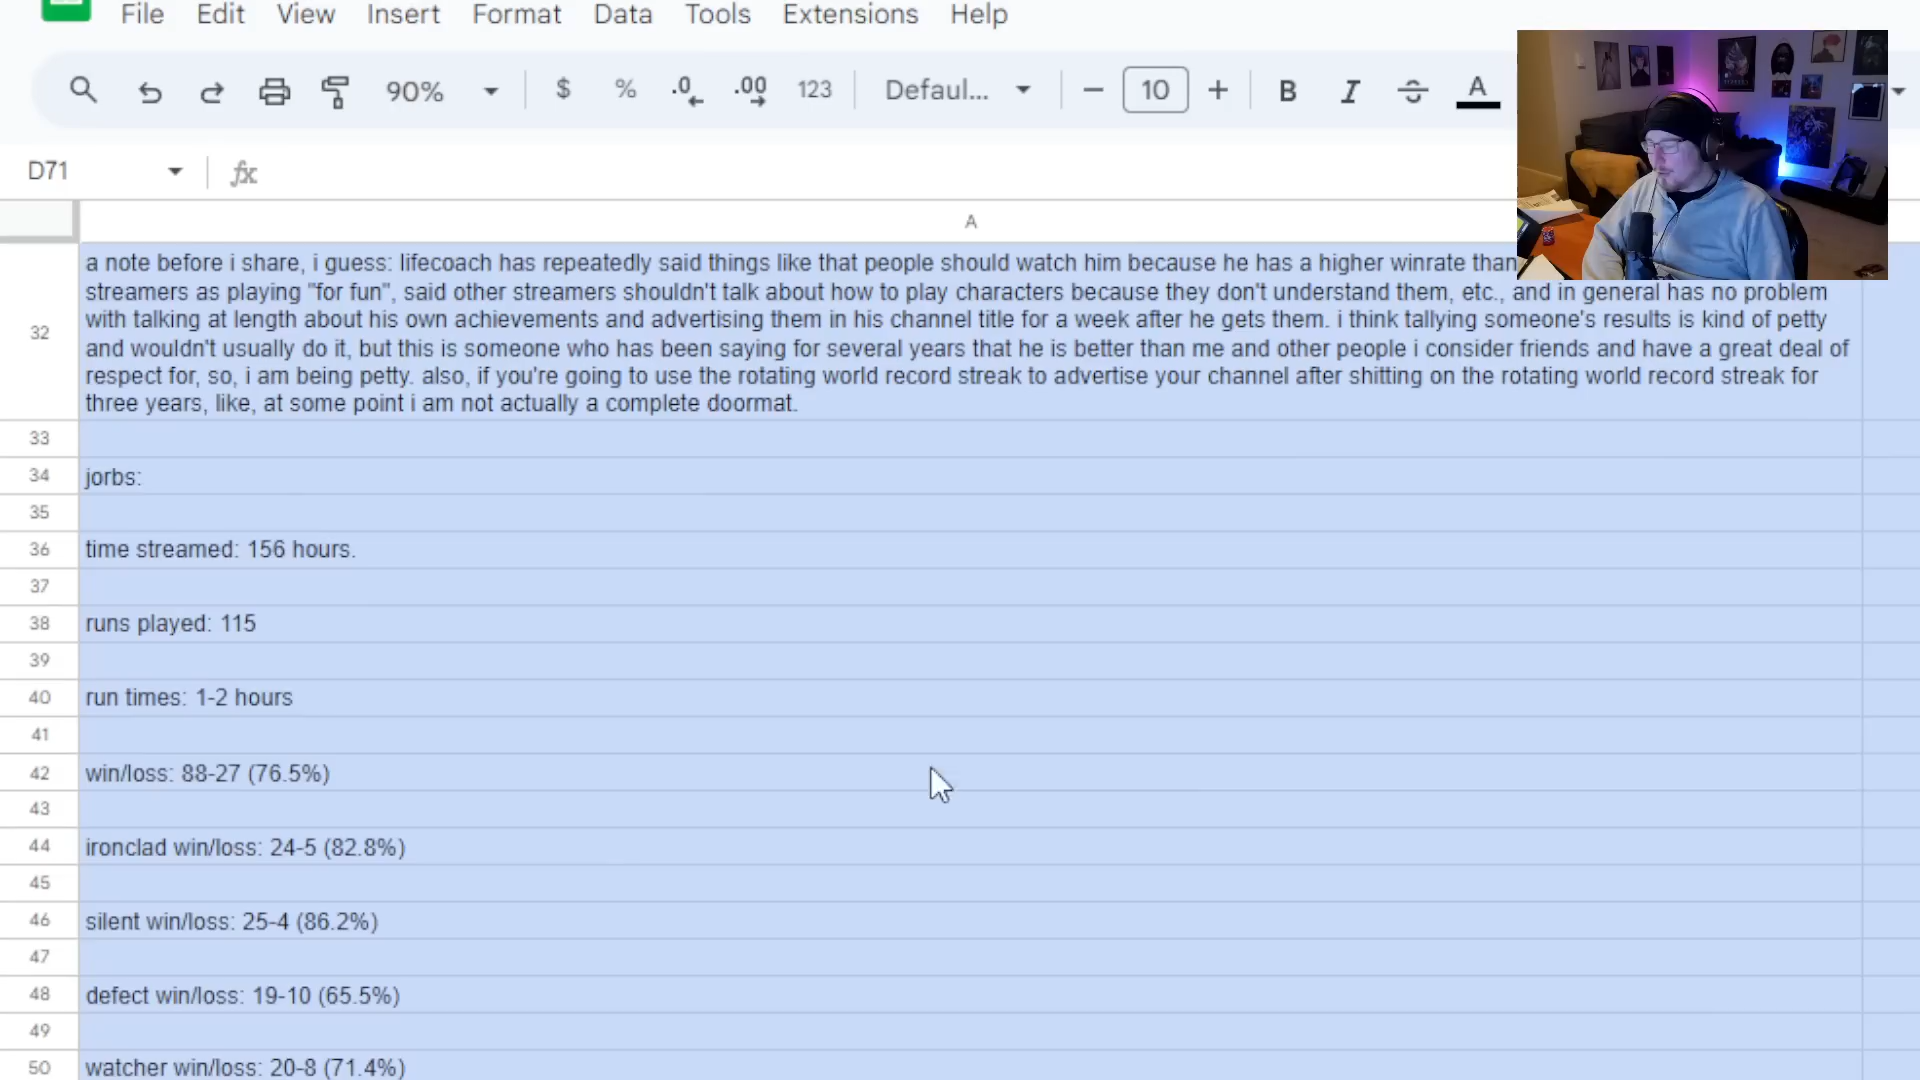 File Edit View Insert Format Data Tools Extensions Help
90% $ % .0 .00 123 Defaul... 10 B I A
D71 fx
A
32 a note before i share, i guess: lifecoach has repeatedly said things like that people should watch him because he has a higher winrate than
streamers as playing "for fun", said other streamers shouldn't talk about how to play characters because they don't understand them, etc., and in general has no problem
with talking at length about his own achievements and advertising them in his channel title for a week after he gets them. i think tallying someone's results is kind of petty
and wouldn't usually do it, but this is someone who has been saying for several years that he is better than me and other people i consider friends and have a great deal of
respect for, so, i am being petty. also, if you're going to use the rotating world record streak to advertise your channel after shitting on the rotating world record streak for
three years, like, at some point i am not actually a complete doormat.
33
34 jorbs:
35
36 time streamed: 156 hours.
37
38 runs played: 115
39
40 run times: 1-2 hours
41
42 win/loss: 88-27 (76.5%)
43
44 ironclad win/loss: 24-5 (82.8%)
45
46 silent win/loss: 25-4 (86.2%)
47
48 defect win/loss: 19-10 (65.5%)
49
50 watcher win/loss: 20-8 (71.4%)